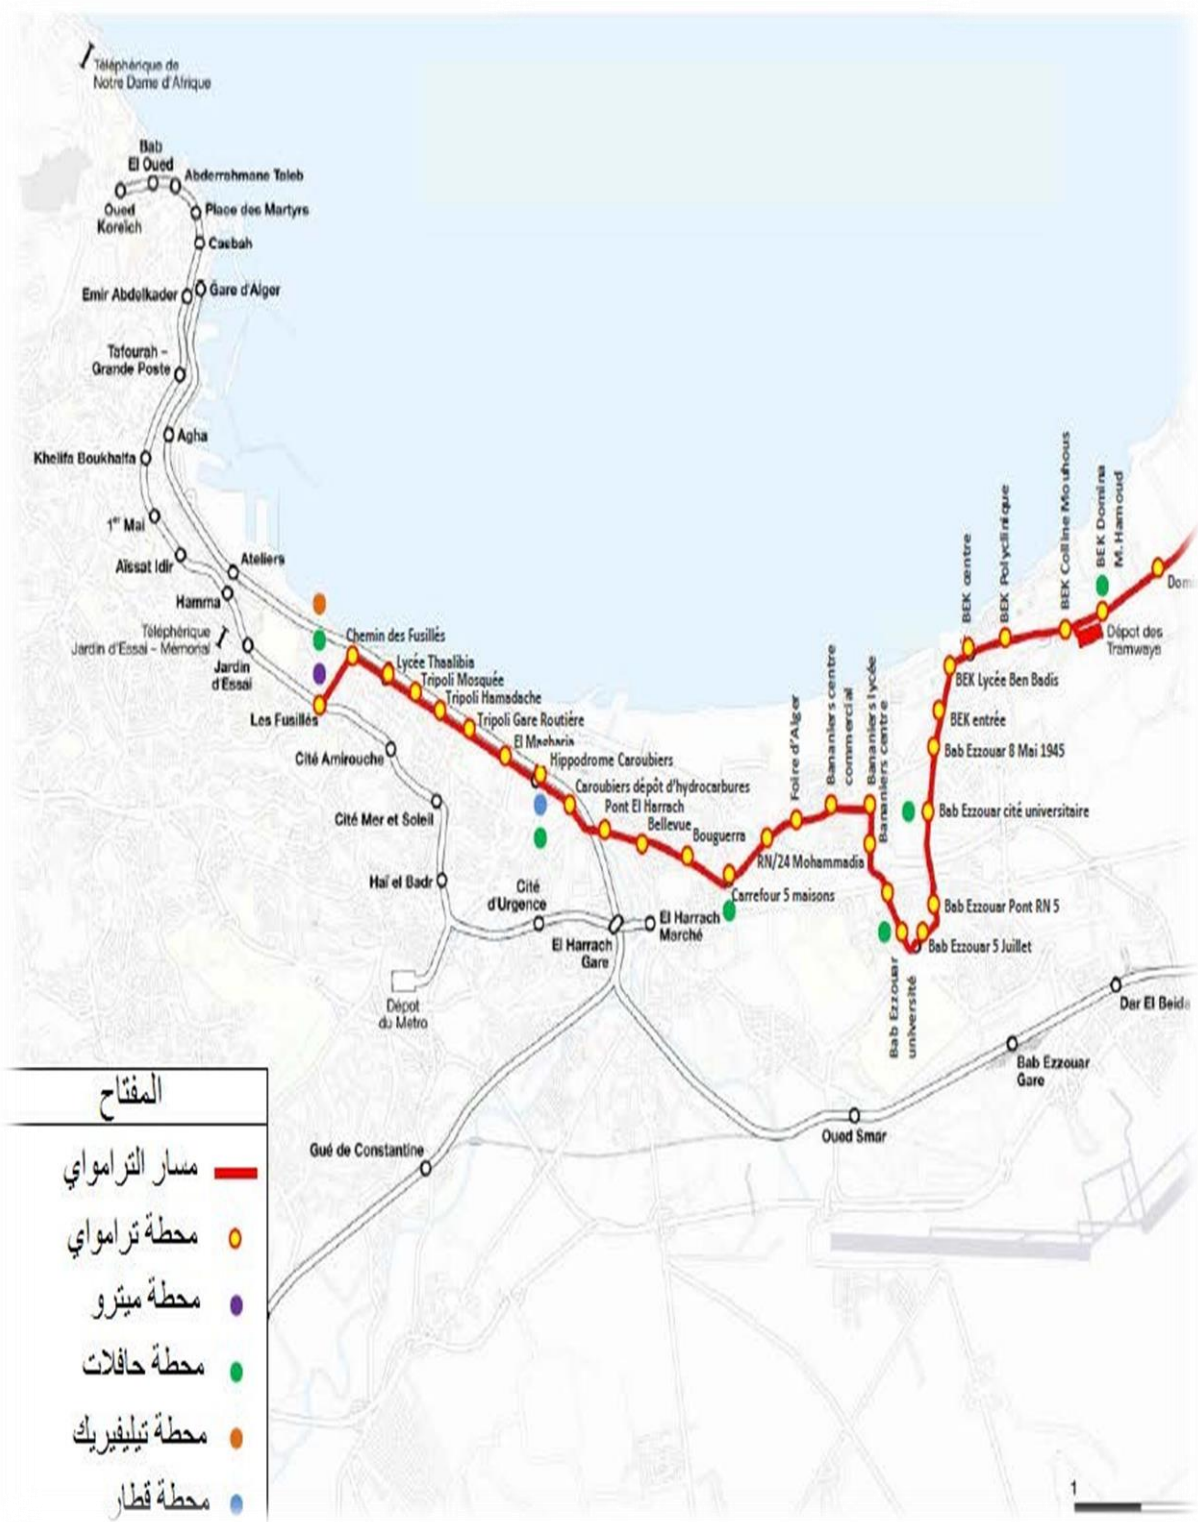 Téléphérique de
Notre Dame d'Afrique
Bab
El Oued
Abderrahmane Taleb
Oued
Koreich
Place des Martyrs
Casbah
Emir Abdelkader
Gare d'Alger
Tafourah –
Grande Poste
Agha
Khelifa Boukhalfa
1er Mai
Aïssat Idir
Ateliers
Hamma
Téléphérique
Jardin d'Essai – Mémorial
Jardin
d'Essai
Les Fusillés
Chemin des Fusillés
Lycée Thaalibia
Tripoli Mosquée
Tripoli Hamadache
Tripoli Gare Routière
El Magharia
Hippodrome Caroubiers
Caroubiers dépôt d'hydrocarbures
Pont El Harrach
Bellevue
Bouguerra
Carrefour 5 maisons
RN/24 Mohammadia
Foire d'Alger
Bananiers centre
commercial
Bananiers lycée
Bananiers centre
Bab Ezzouar
université
Bab Ezzouar 5 Juillet
Bab Ezzouar Pont RN 5
Bab Ezzouar cité universitaire
Bab Ezzouar 8 Mai 1945
BEK entrée
BEK Lycée Ben Badis
BEK centre
BEK Polyclinique
BEK Colline Mouhous
BEK Domina
M. Hamoud
Domi
Dépot des
Tramways
Cité Amirouche
Cité Mer et Soleil
Haï el Badr
Cité
d'Urgence
El Harrach
Gare
El Harrach
Marché
Dépot
du Métro
Dar El Beida
Bab Ezzouar
Gare
Oued Smar
Gué de Constantine
المفتاح
مسار الترامواي
محطة ترامواي
محطة ميترو
محطة حافلات
محطة تيليفيريك
محطة قطار
1